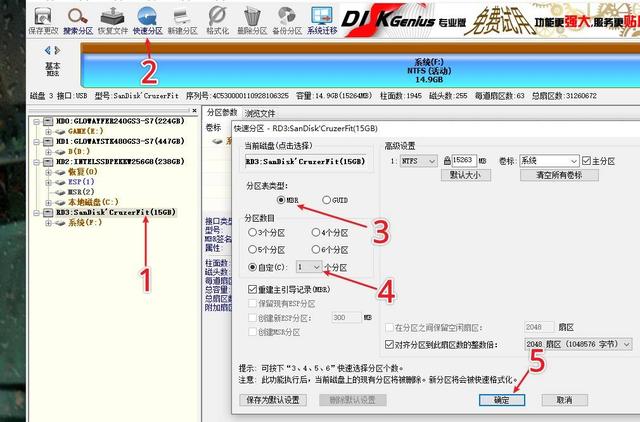 DISKGenius 专业版 免费试用 功能更强大,服务更贴
保存更改 搜索分区 恢复文件 快速分区 新建分区 格式化 删除分区 备份分区 系统迁移
2
基本
MBR
系统(F:)
NTFS (活动)
14.9GB
磁盘 3 接口:USB 型号:SanDisk'CruzerFit 序列号:4C530000110928106325 容量:14.9GB(15264MB) 柱面数:1945 磁头数:255 每道扇区数:63 总扇区数:31260672
HD0:GLOWAYFER240GS3-S7(224GB)
GAME(E:)
HD1:GLOWAYSTK480GS3-S7(447GB)
D(D:)
HD2:INTELSSDPEKKW256G8(238GB)
恢复(0)
ESP(1)
MSR(2)
本地磁盘(C:)
RD3:SanDisk'CruzerFit(15GB)
系统(F:)
1
分区参数 浏览文件
卷标
接口类型
型号:
MBR签名
属性:
柱面数
磁头数
每道扇区
总容量:
总扇区数
附加扇区
快速分区 - RD3:SanDisk'CruzerFit(15GB)
当前磁盘(点击选择)
RD3:SanDisk'CruzerFit(15GB)
分区表类型:
MBR GUID
3
分区数目
3个分区 4个分区
5个分区 6个分区
自定(C): 1 个分区
4
重建主引导记录(MBR)
保留现有ESP分区
创建新ESP分区: 300 MB
创建MSR分区
高级设置
1: NTFS 15263 MB 卷标: 系统 主分区
默认大小 清空所有卷标
在分区之间保留空闲扇区: 2048 扇区
对齐分区到此扇区数的整数倍: 2048 扇区 (1048576 字节)
提示: 可按“3、4、5、6”快速选择分区个数。
注意: 此功能执行后,当前磁盘上的现有分区将被删除。新分区将会被快速格式化。
5
保存为默认设置 删除默认设置 确定 取消